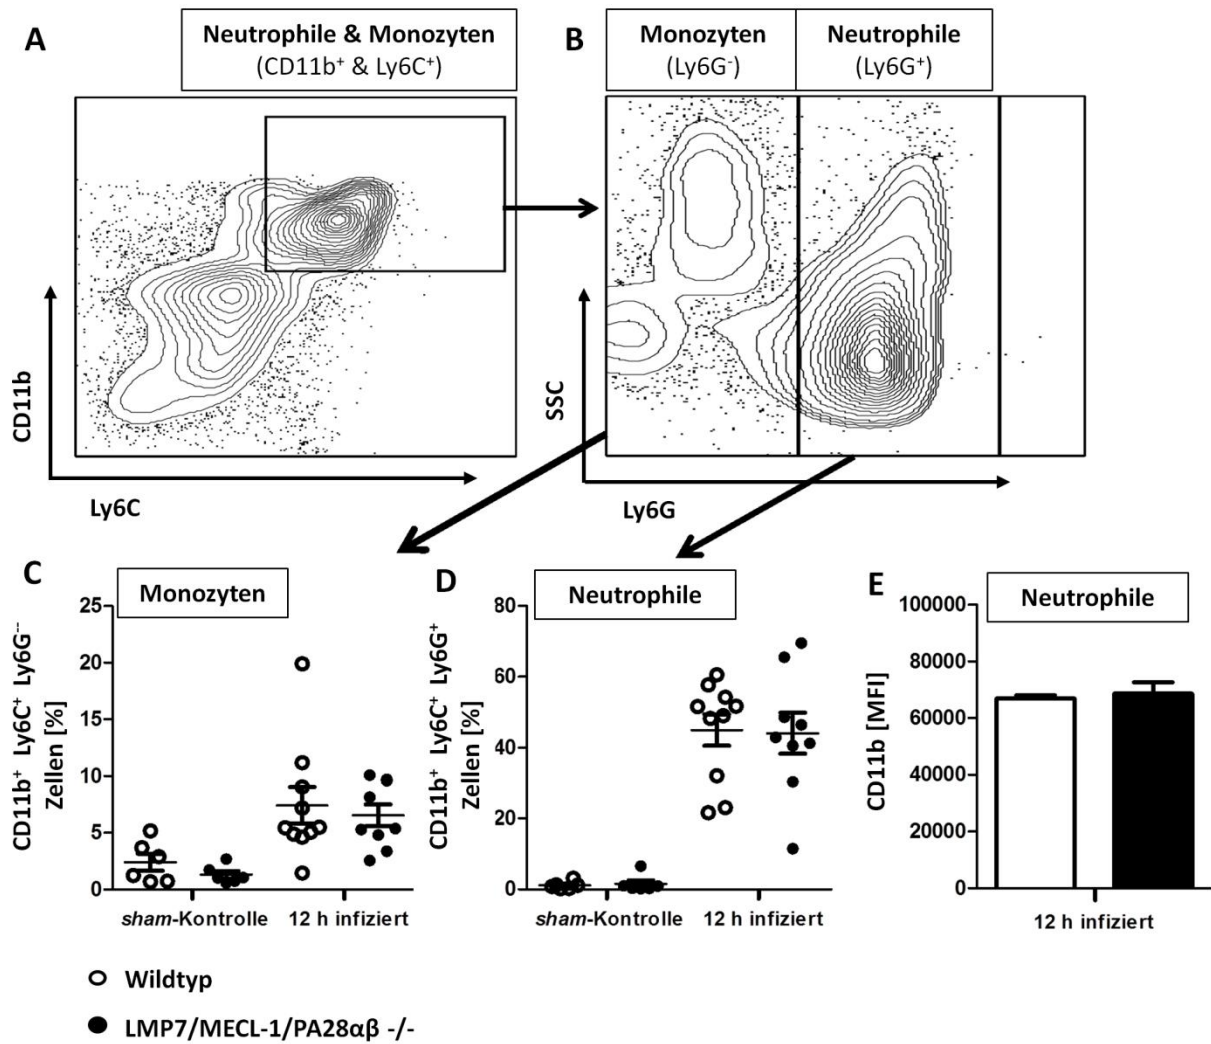 A
Neutrophile & Monozyten
(CD11b⁺ & Ly6C⁺)
B
Monozyten
(Ly6G⁻)
Neutrophile
(Ly6G⁺)
CD11b
Ly6C
SSC
Ly6G
C
Monozyten
CD11b⁺ Ly6C⁺ Ly6G⁻⁻
Zellen [%]
25
20
15
10
5
0
sham-Kontrolle
12 h infiziert
D
Neutrophile
CD11b⁺ Ly6C⁺ Ly6G⁺
Zellen [%]
80
60
40
20
0
sham-Kontrolle
12 h infiziert
E
Neutrophile
CD11b [MFI]
100000
80000
60000
40000
20000
0
12 h infiziert
Wildtyp
LMP7/MECL-1/PA28αβ -/-